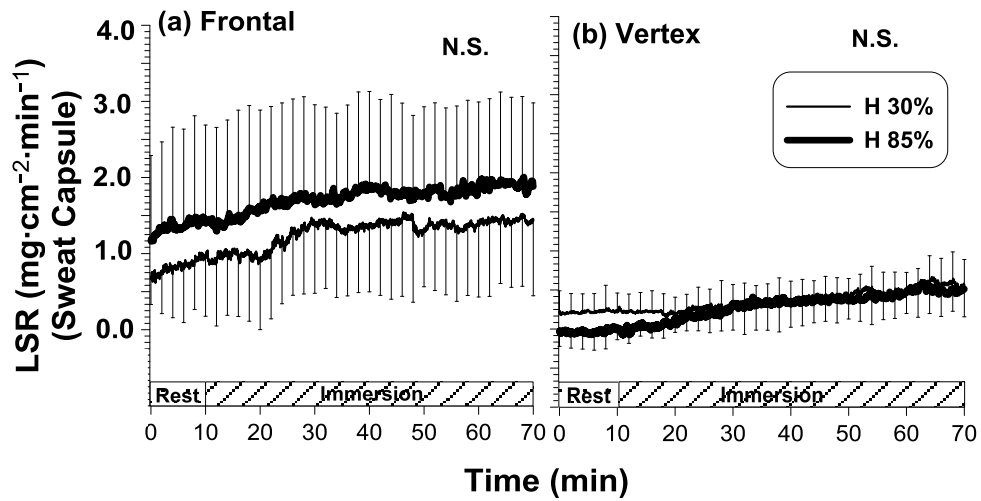 (a) Frontal
N.S.
(b) Vertex
N.S.
H 30%
H 85%
LSR (mg·cm⁻²·min⁻¹)
(Sweat Capsule)
4.0
3.0
2.0
1.0
0.0
Rest
Immersion
Rest
Immersion
0 10 20 30 40 50 60 70
0 10 20 30 40 50 60 70
Time (min)